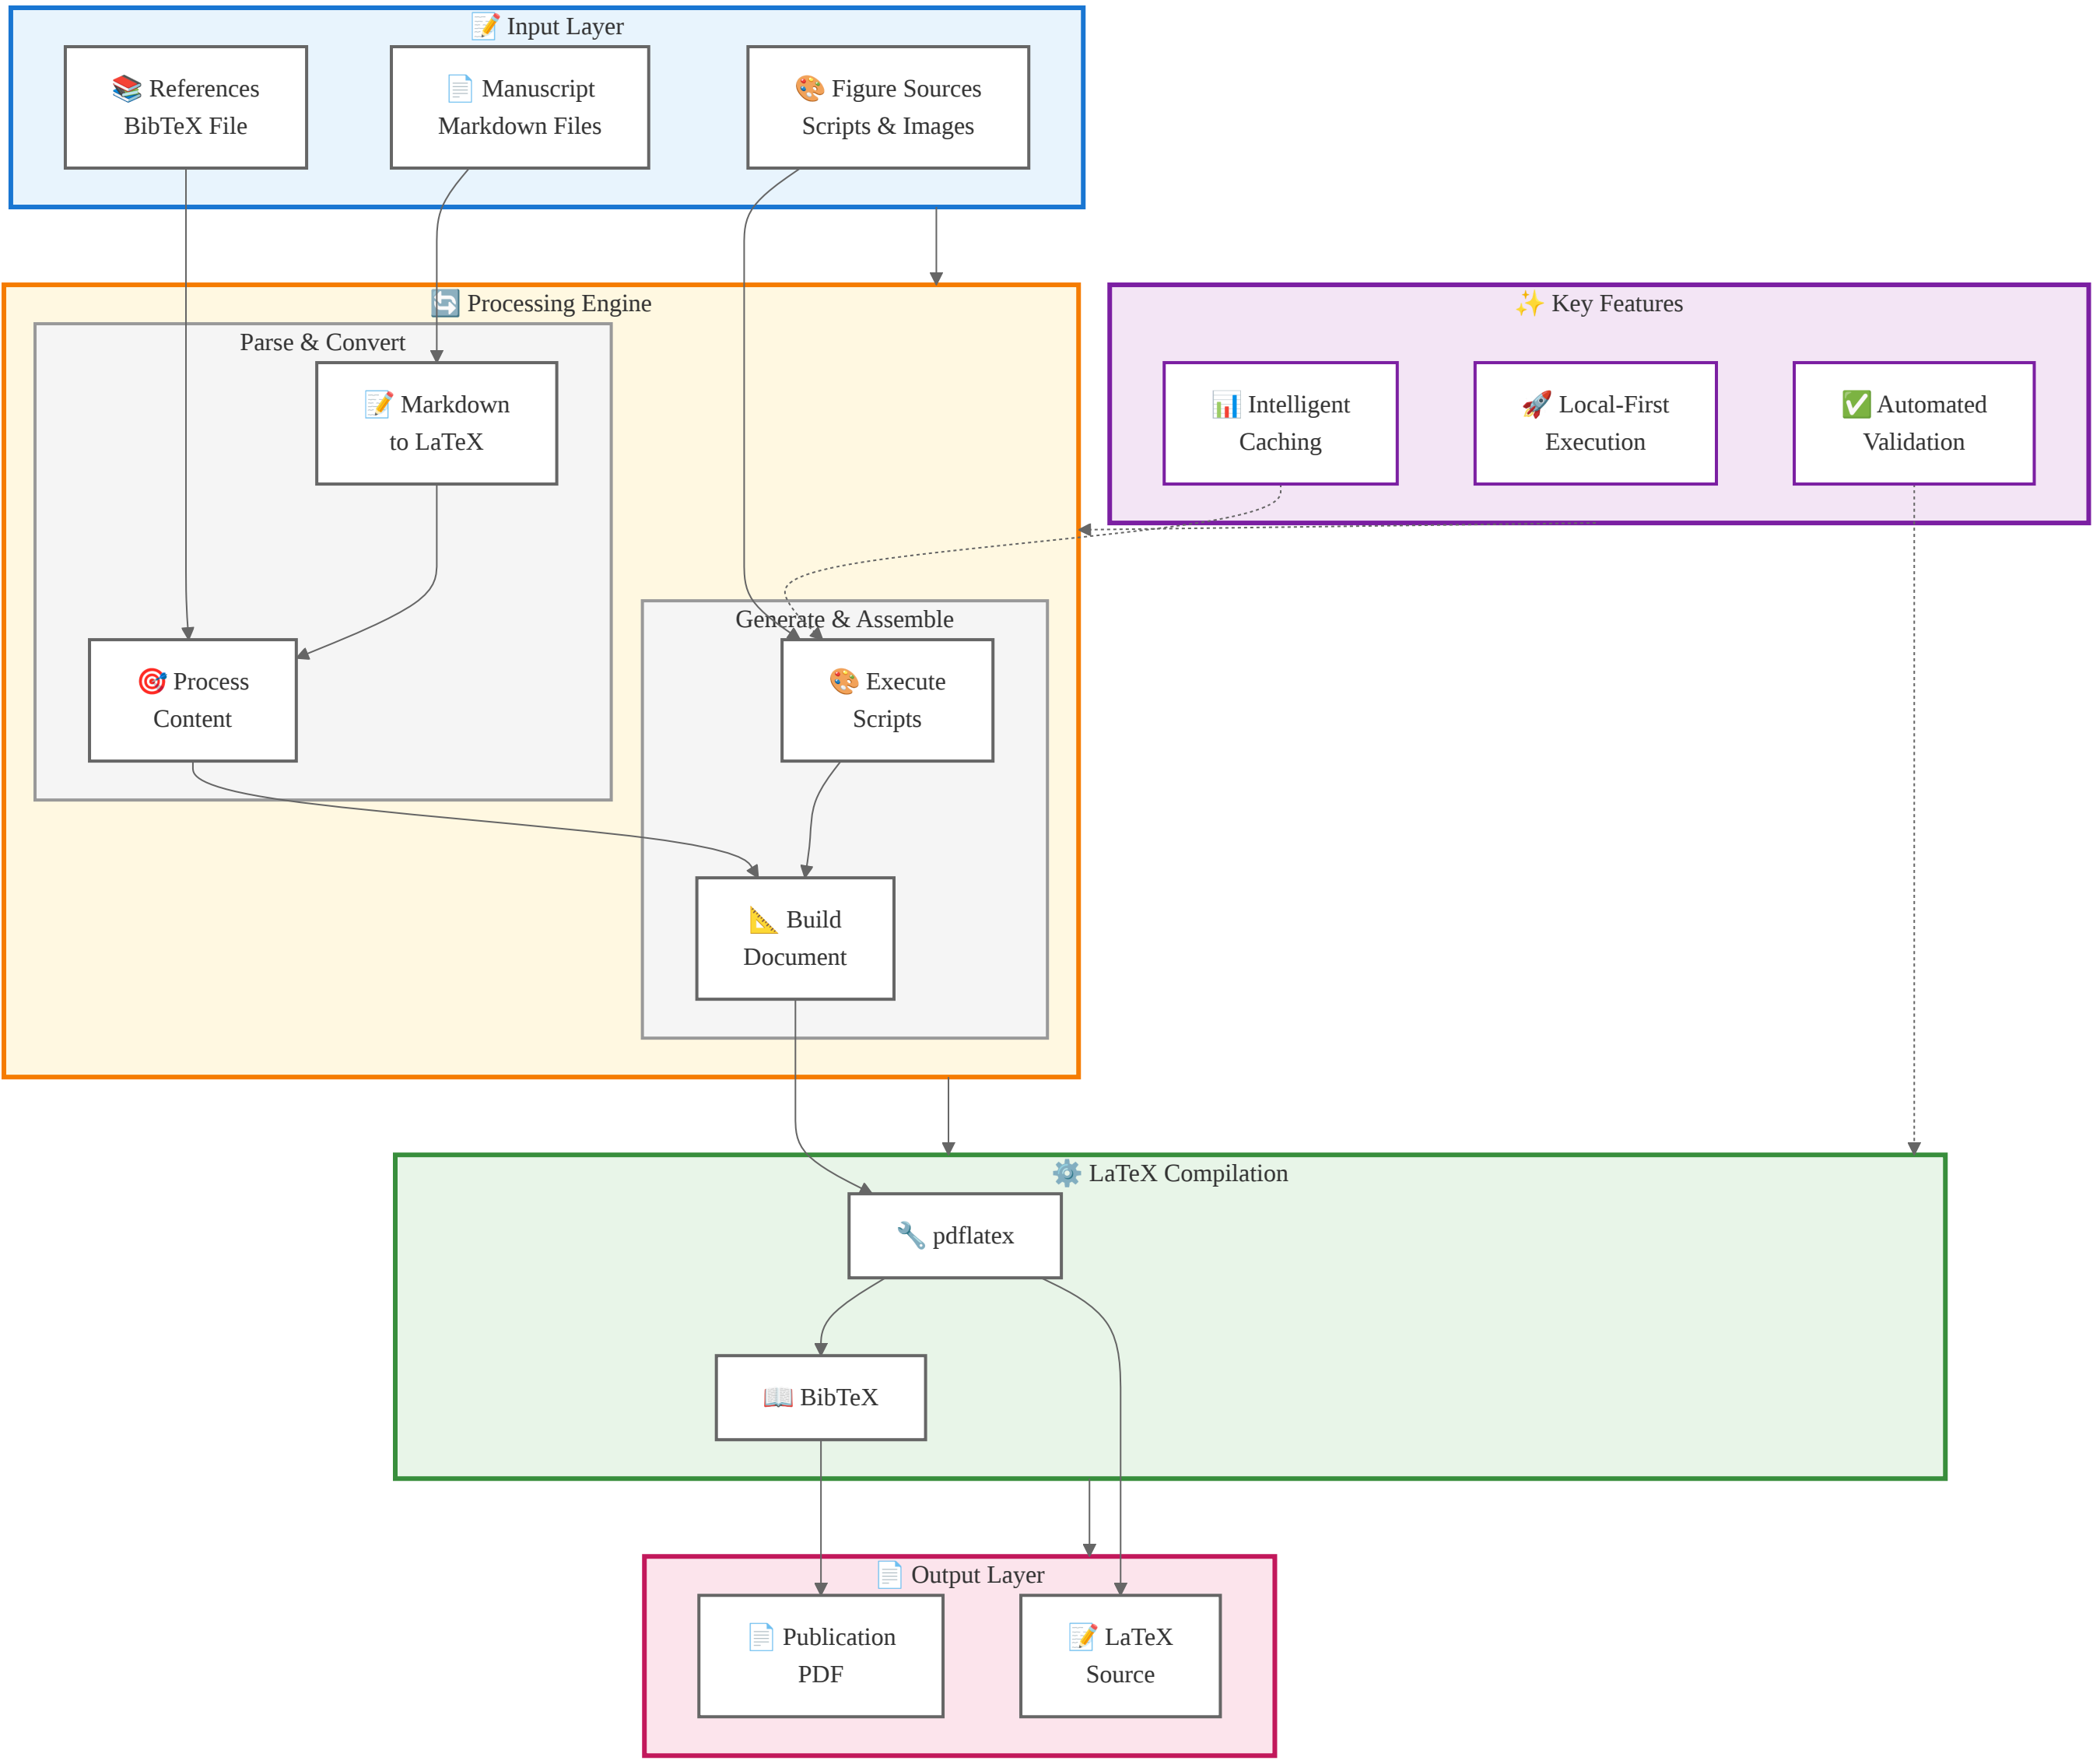 📝 Input Layer
📚 References
BibTeX File
📄 Manuscript
Markdown Files
🎨 Figure Sources
Scripts & Images
🔄 Processing Engine
Parse & Convert
📝 Markdown
to LaTeX
🎯 Process
Content
Generate & Assemble
🎨 Execute
Scripts
📐 Build
Document
✨ Key Features
📊 Intelligent
Caching
🚀 Local-First
Execution
✅ Automated
Validation
⚙️ LaTeX Compilation
🔧 pdflatex
📖 BibTeX
📄 Output Layer
📄 Publication
PDF
📝 LaTeX
Source